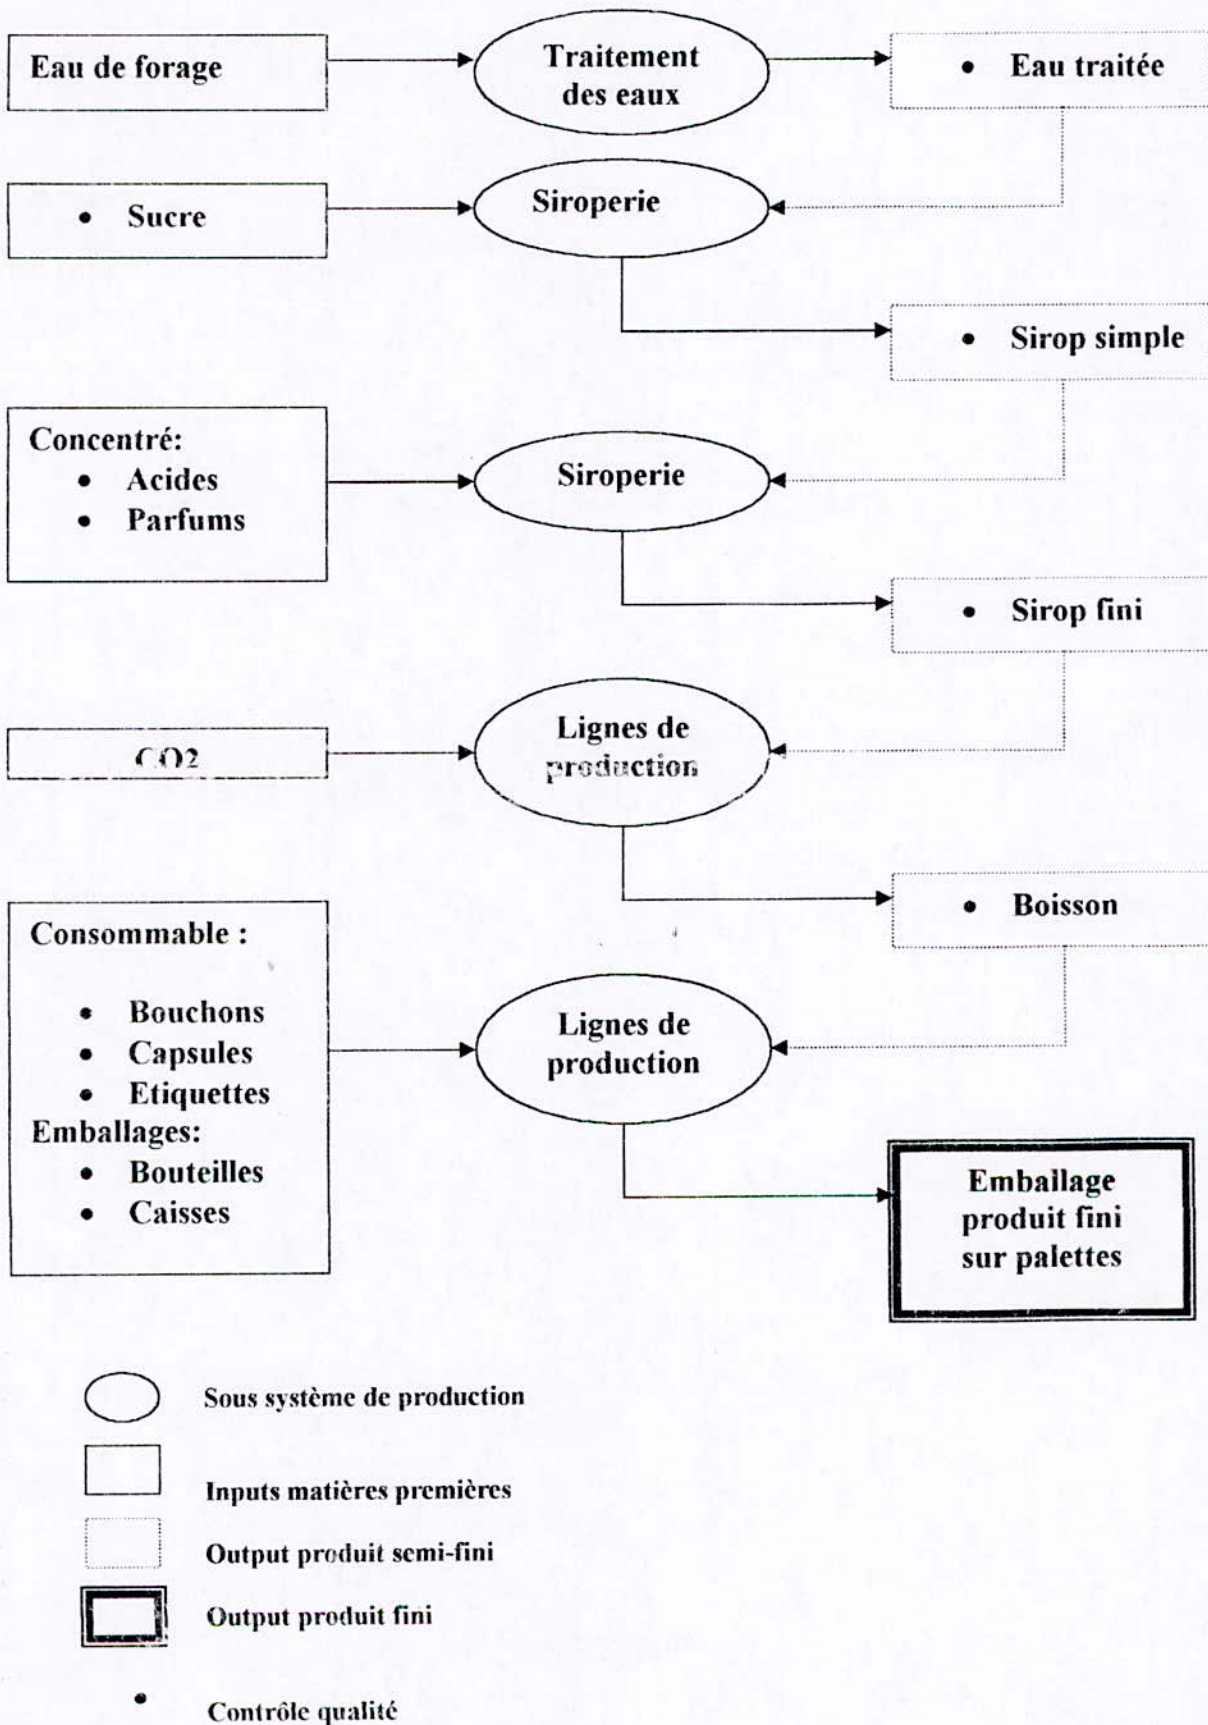 Eau de forage
Traitement
des eaux
• Eau traitée
• Sucre
Siroperie
• Sirop simple
Concentré:
• Acides
• Parfums
Siroperie
• Sirop fini
CO2
Lignes de
production
• Boisson
Consommable :
• Bouchons
• Capsules
• Etiquettes
Emballages:
• Bouteilles
• Caisses
Lignes de
production
Emballage
produit fini
sur palettes
Sous système de production
Inputs matières premières
Output produit semi-fini
Output produit fini
• Contrôle qualité